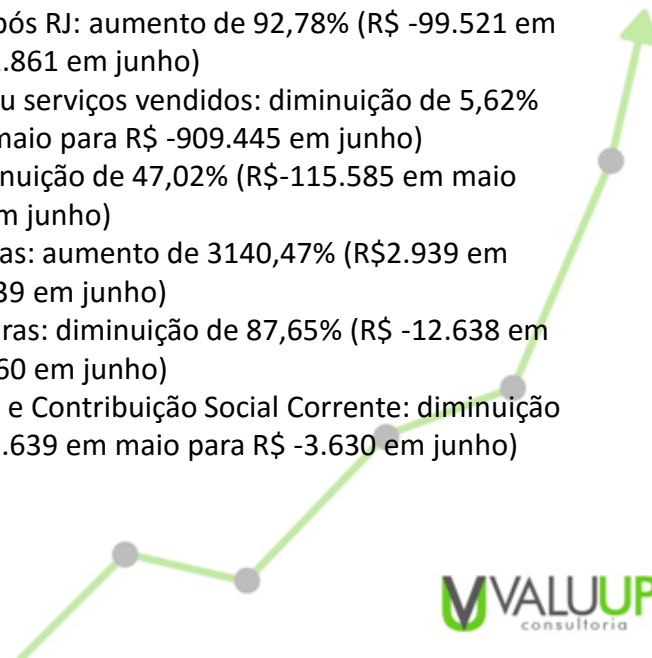 pós RJ: aumento de 92,78% (R$ -99.521 em
.861 em junho)
u serviços vendidos: diminuição de 5,62%
maio para R$ -909.445 em junho)
nuição de 47,02% (R$-115.585 em maio
m junho)
as: aumento de 3140,47% (R$2.939 em
39 em junho)
ras: diminuição de 87,65% (R$ -12.638 em
60 em junho)
e Contribuição Social Corrente: diminuição
.639 em maio para R$ -3.630 em junho)
VALUUP
consultoria